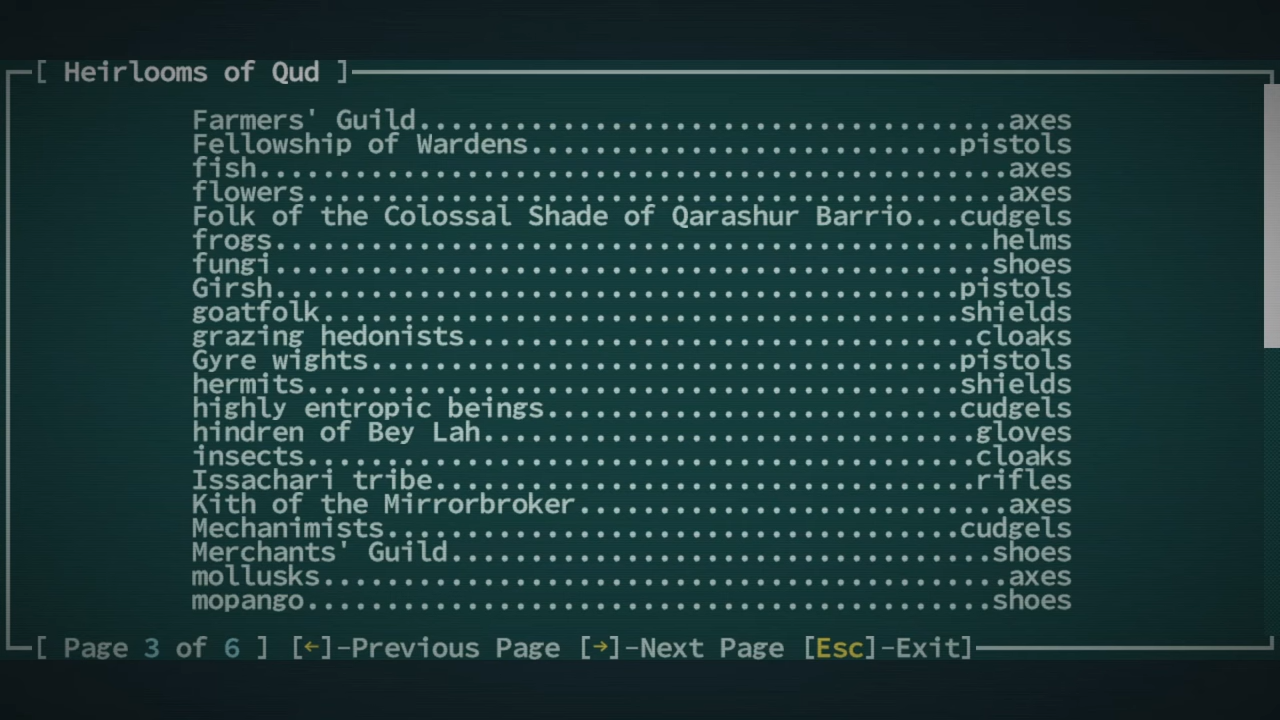 [ Heirlooms of Qud ]
Farmers' Guild.....................................axes
Fellowship of Wardens...........................pistols
fish...............................................axes
flowers............................................axes
Folk of the Colossal Shade of Qarashur Barrio...cudgels
frogs.............................................helms
fungi.............................................shoes
Girsh...........................................pistols
goatfolk........................................shields
grazing hedonists................................cloaks
Gyre wights.....................................pistols
hermits.........................................shields
highly entropic beings..........................cudgels
hindren of Bey Lah...............................gloves
insects..........................................cloaks
Issachari tribe..................................rifles
Kith of the Mirrorbroker...........................axes
Mechanimists....................................cudgels
Merchants' Guild..................................shoes
mollusks...........................................axes
mopango...........................................shoes
[ Page 3 of 6 ] [←]-Previous Page [→]-Next Page [Esc]-Exit]